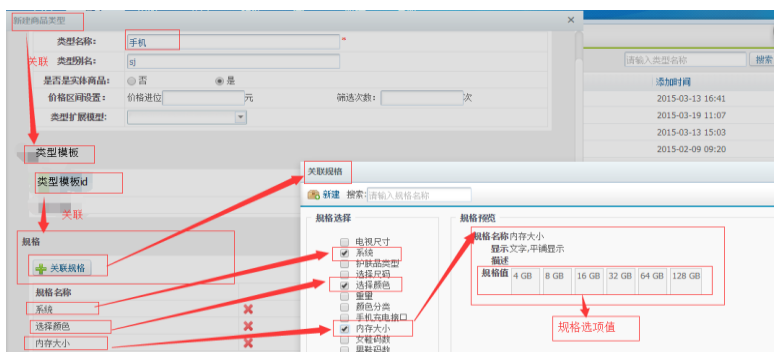 新建商品类型
类型名称：
手机
*
关联
类型别名：
sj
是否是实体商品：
否
是
价格区间设置：
价格进位
元
筛选次数：
次
类型扩展模型:
请输入类型名称
搜索
添加时间
2015-03-13 16:41
2015-03-19 11:07
2015-03-13 15:03
2015-02-09 09:20
类型模板
类型模板id
关联
规格
关联规格
规格名称
系统
选择颜色
内存大小
关联规格
新建
搜索:
请输入规格名称
规格选择
电视尺寸
系统
护肤品类型
选择尺码
选择颜色
重量
颜色分类
手机充电接口
内存大小
女鞋码数
男鞋码数
规格预览
规格名称内存大小
显示文字,平铺显示
描述
规格值
4 GB
8 GB
16 GB
32 GB
64 GB
128 GB
规格选项值